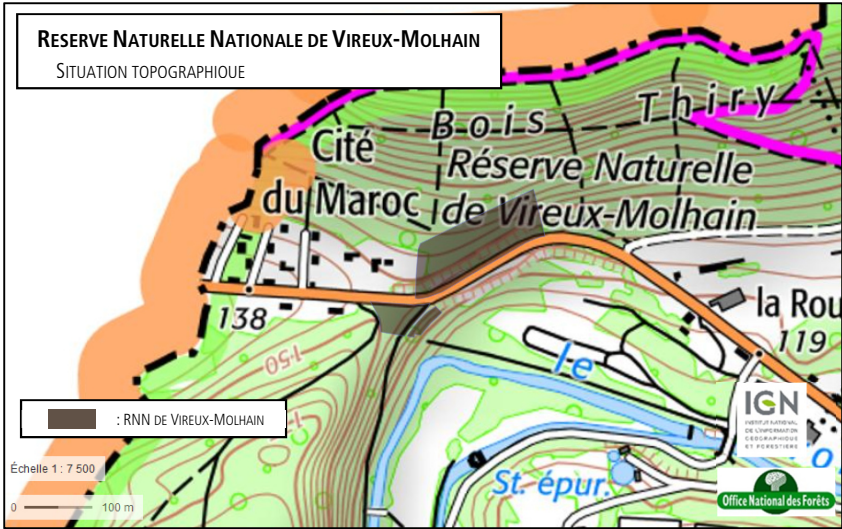 RESERVE NATURELLE NATIONALE DE VIREUX-MOLHAIN
SITUATION TOPOGRAPHIQUE
Bois Thiry
Cité
du Maroc
Réserve Naturelle
de Vireux-Molhain
138
150
la Rou
119
le
St. épur.
: RNN DE VIREUX-MOLHAIN
Échelle 1 : 7 500
0 100 m
IGN
INSTITUT NATIONAL
DE L'INFORMATION
GÉOGRAPHIQUE
ET FORESTIÈRE
Office National des Forêts